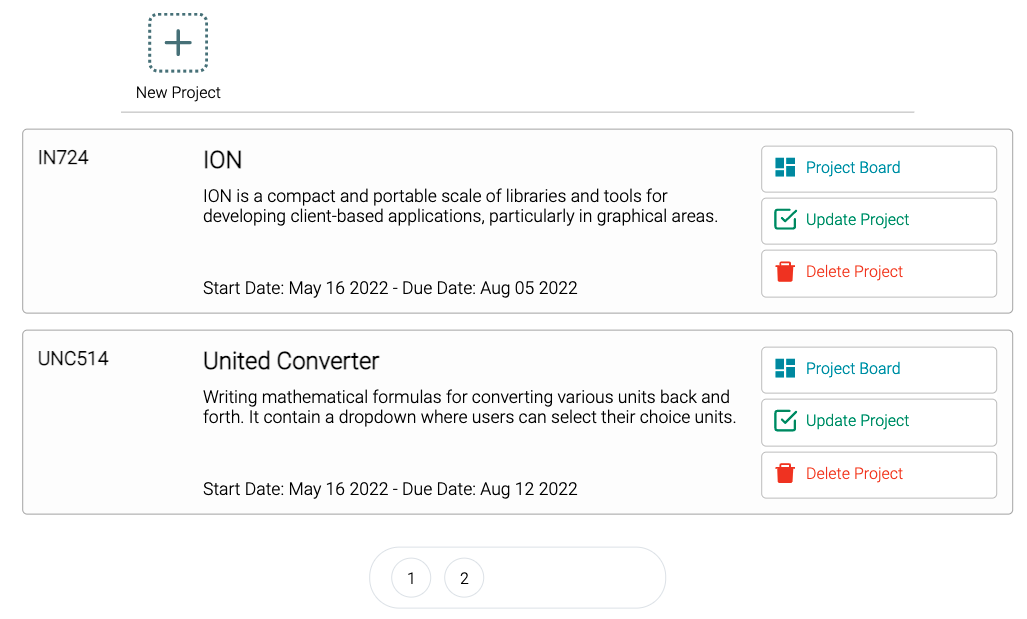 New Project
IN724
ION
ION is a compact and portable scale of libraries and tools for
developing client-based applications, particularly in graphical areas.
Start Date: May 16 2022 - Due Date: Aug 05 2022
Project Board
Update Project
Delete Project
UNC514
United Converter
Writing mathematical formulas for converting various units back and
forth. It contain a dropdown where users can select their choice units.
Start Date: May 16 2022 - Due Date: Aug 12 2022
Project Board
Update Project
Delete Project
1 2